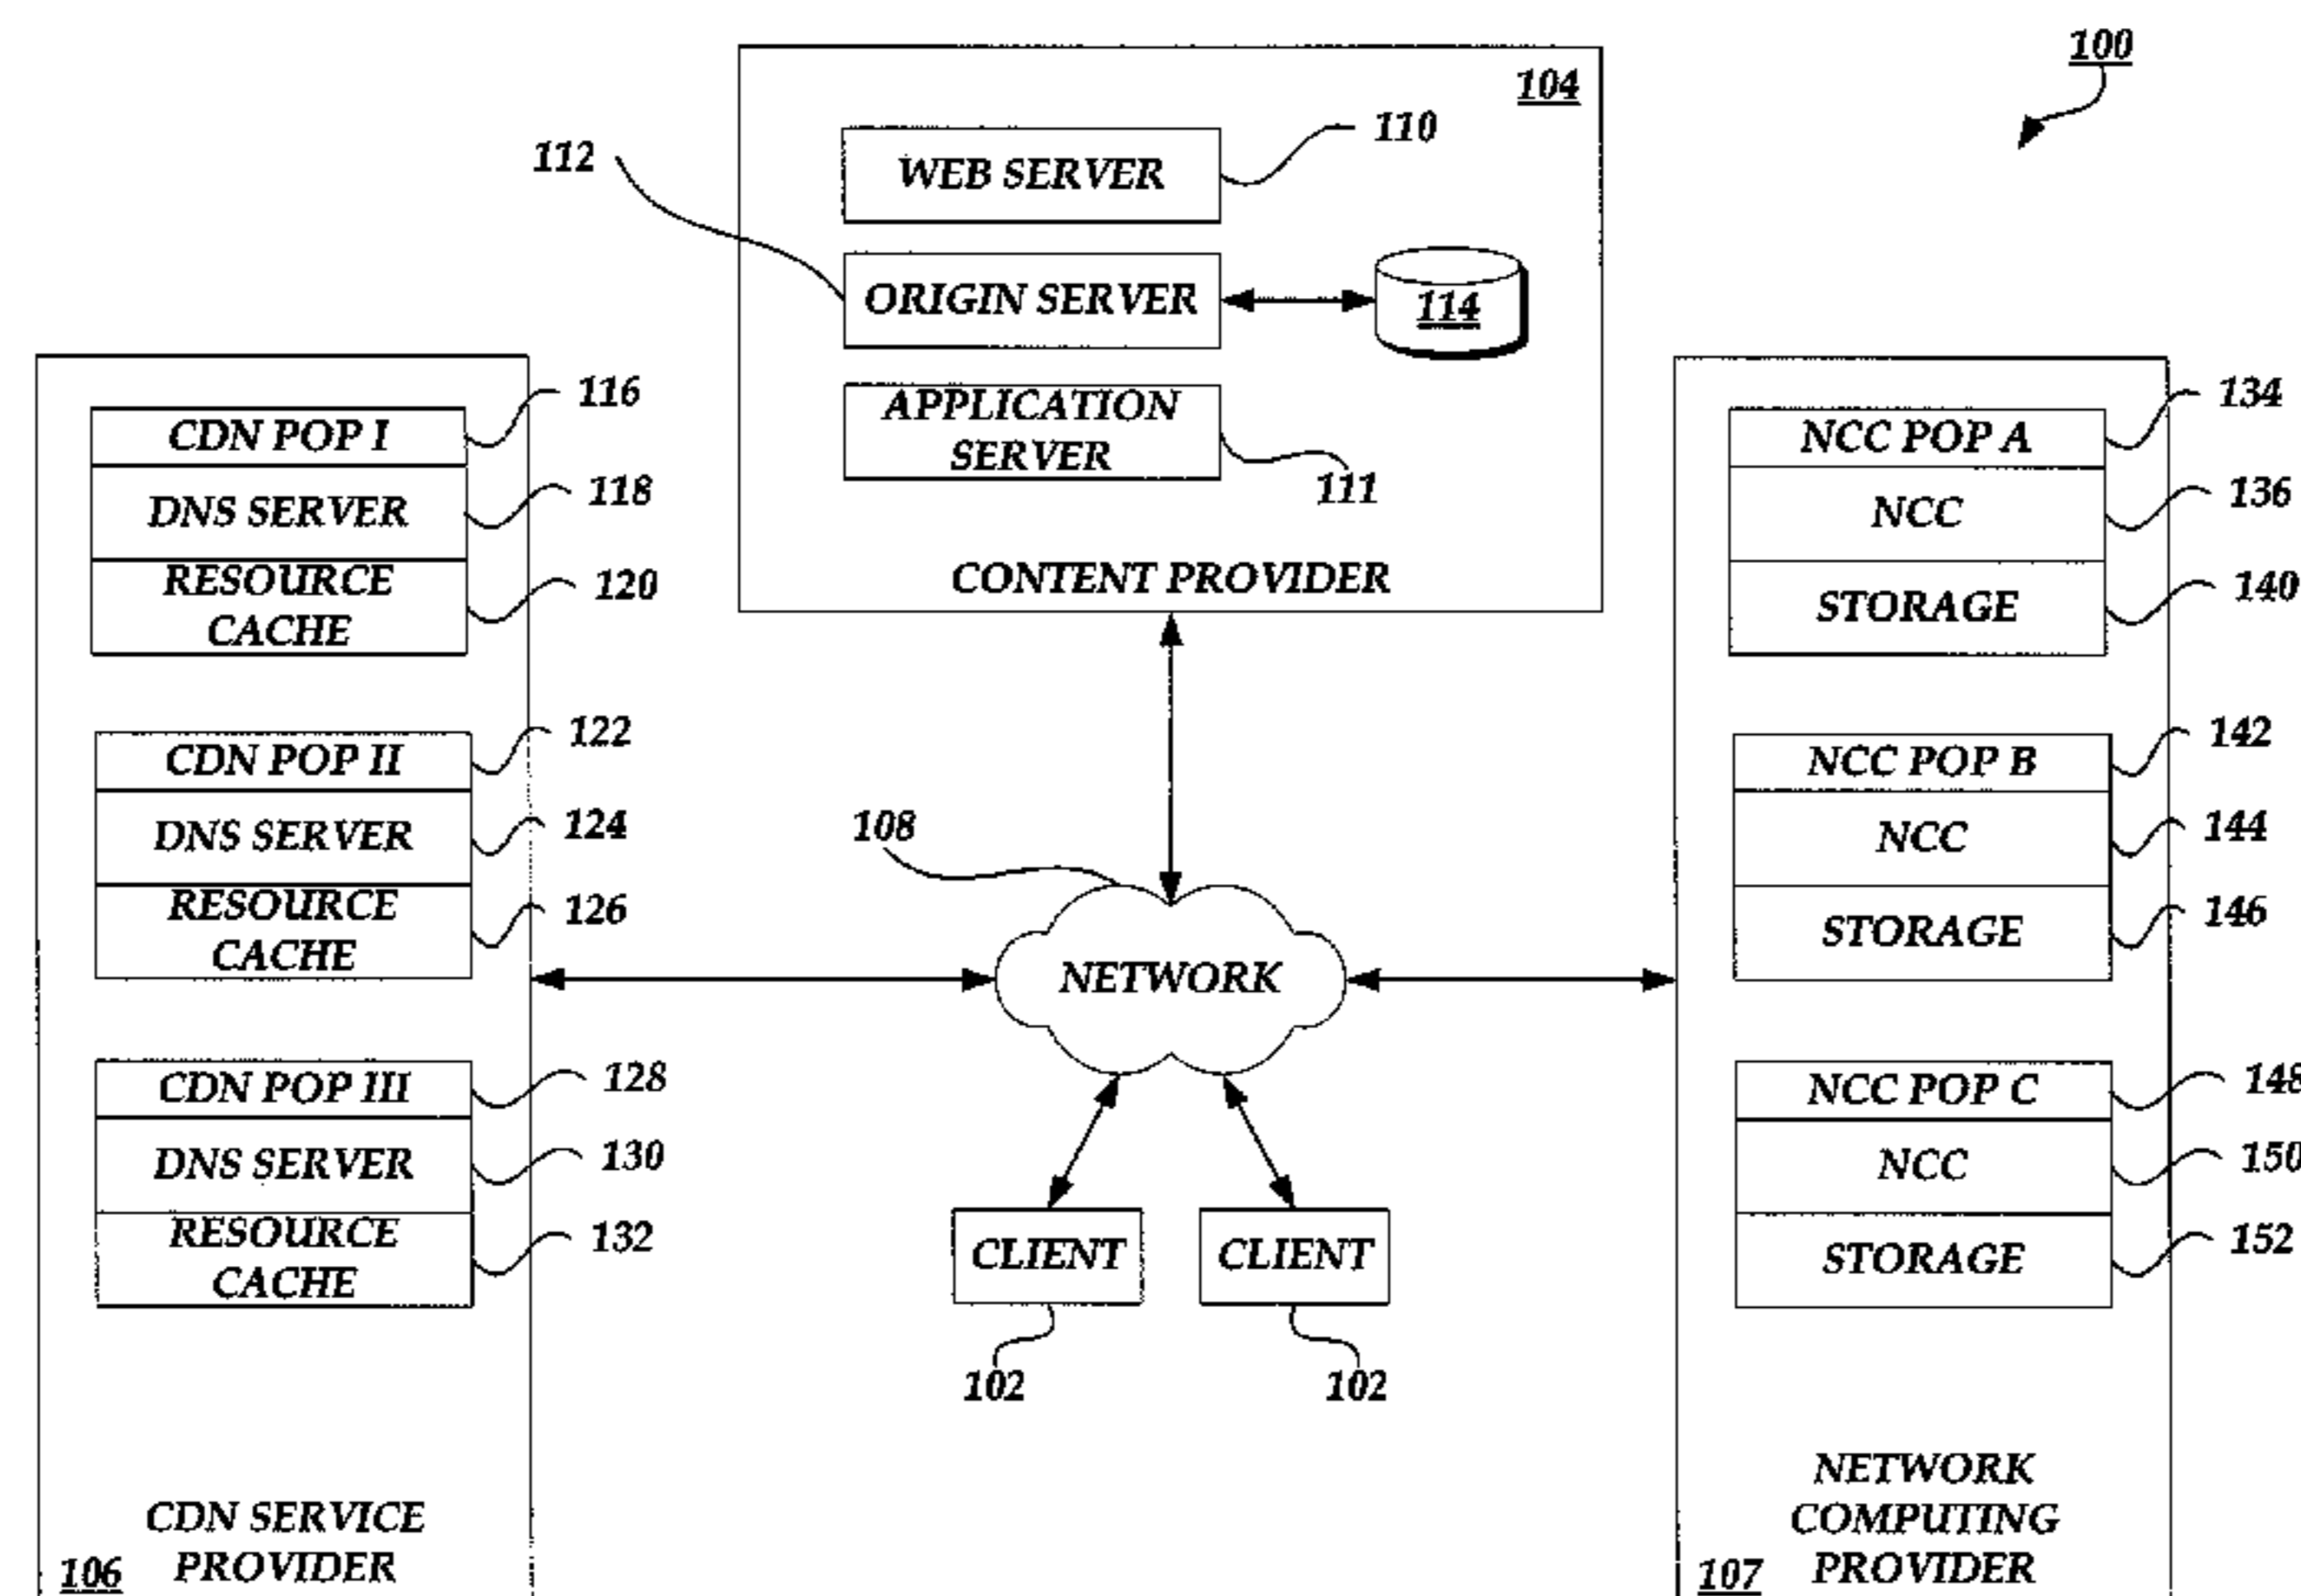 100
104
WEB SERVER
110
112
ORIGIN SERVER
114
APPLICATION
SERVER
111
CONTENT PROVIDER
CDN POP I
116
DNS SERVER
118
RESOURCE
CACHE
120
CDN POP II
122
DNS SERVER
124
RESOURCE
CACHE
126
CDN POP III
128
DNS SERVER
130
RESOURCE
CACHE
132
CDN SERVICE
PROVIDER
106
108
NETWORK
CLIENT
CLIENT
102
102
NCC POP A
134
NCC
136
STORAGE
140
NCC POP B
142
NCC
144
STORAGE
146
NCC POP C
148
NCC
150
STORAGE
152
NETWORK
COMPUTING
PROVIDER
107